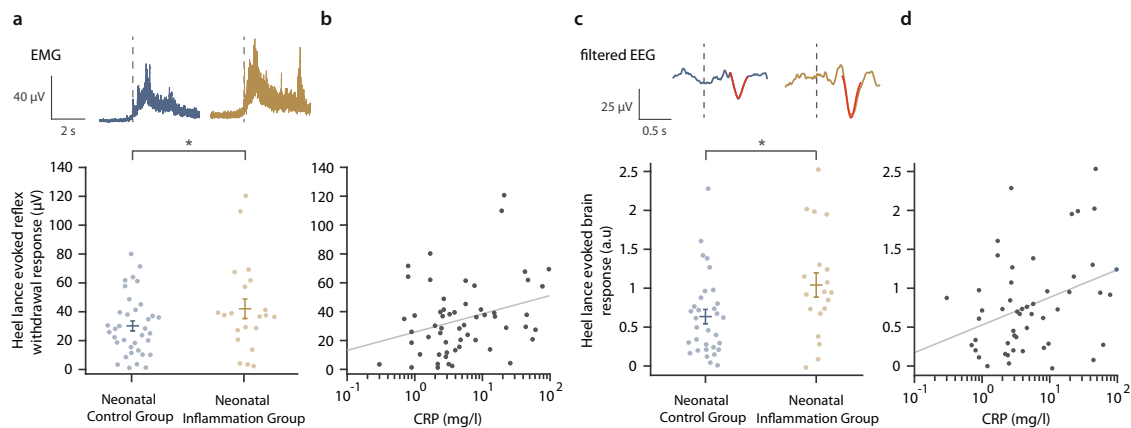 a
b
c
d
EMG
40 µV
2 s
*
Heel lance evoked reflex
withdrawal response (µV)
140
120
100
80
60
40
20
0
Neonatal
Control Group
Neonatal
Inflammation Group
140
120
100
80
60
40
20
0
10⁻¹
10⁰
10¹
10²
CRP (mg/l)
filtered EEG
25 µV
0.5 s
*
Heel lance evoked brain
response (a.u)
2.5
2
1.5
1
0.5
0
Neonatal
Control Group
Neonatal
Inflammation Group
2.5
2
1.5
1
0.5
0
10⁻¹
10⁰
10¹
10²
CRP (mg/l)